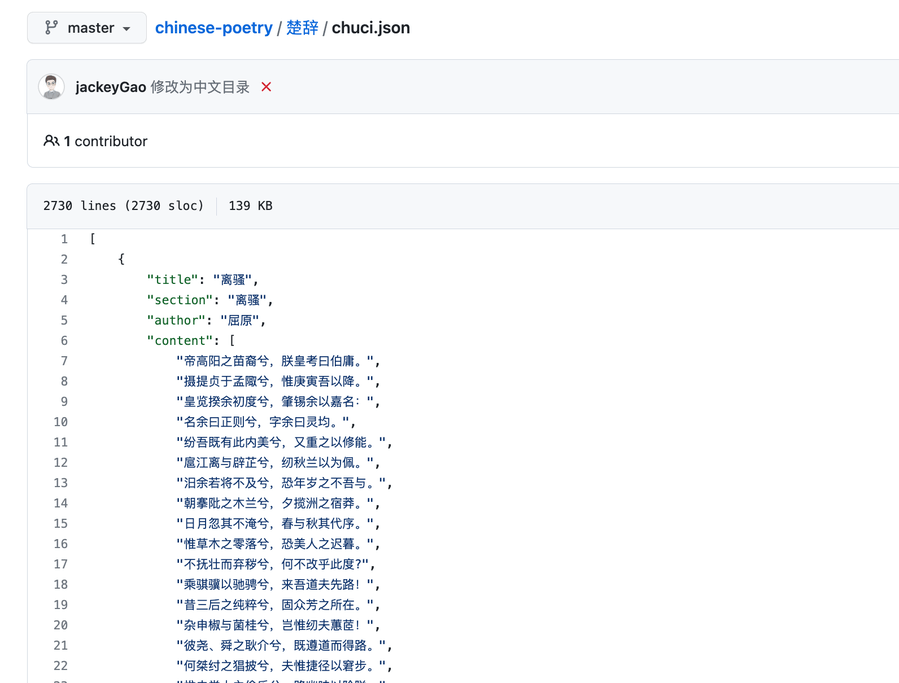 master chinese-poetry / 楚辞 / chuci.json
jackeyGao 修改为中文目录
1 contributor
2730 lines (2730 sloc) 139 KB
1 [
2 {
3 "title": "离骚",
4 "section": "离骚",
5 "author": "屈原",
6 "content": [
7 "帝高阳之苗裔兮，朕皇考曰伯庸。",
8 "摄提贞于孟陬兮，惟庚寅吾以降。",
9 "皇览揆余初度兮，肇锡余以嘉名：",
10 "名余曰正则兮，字余曰灵均。",
11 "纷吾既有此内美兮，又重之以修能。",
12 "扈江离与辟芷兮，纫秋兰以为佩。",
13 "汩余若将不及兮，恐年岁之不吾与。",
14 "朝搴阰之木兰兮，夕揽洲之宿莽。",
15 "日月忽其不淹兮，春与秋其代序。",
16 "惟草木之零落兮，恐美人之迟暮。",
17 "不抚壮而弃秽兮，何不改乎此度?",
18 "乘骐骥以驰骋兮，来吾道夫先路！",
19 "昔三后之纯粹兮，固众芳之所在。",
20 "杂申椒与菌桂兮，岂惟纫夫蕙茝！",
21 "彼尧、舜之耿介兮，既遵道而得路。",
22 "何桀纣之猖披兮，夫惟捷径以窘步。",